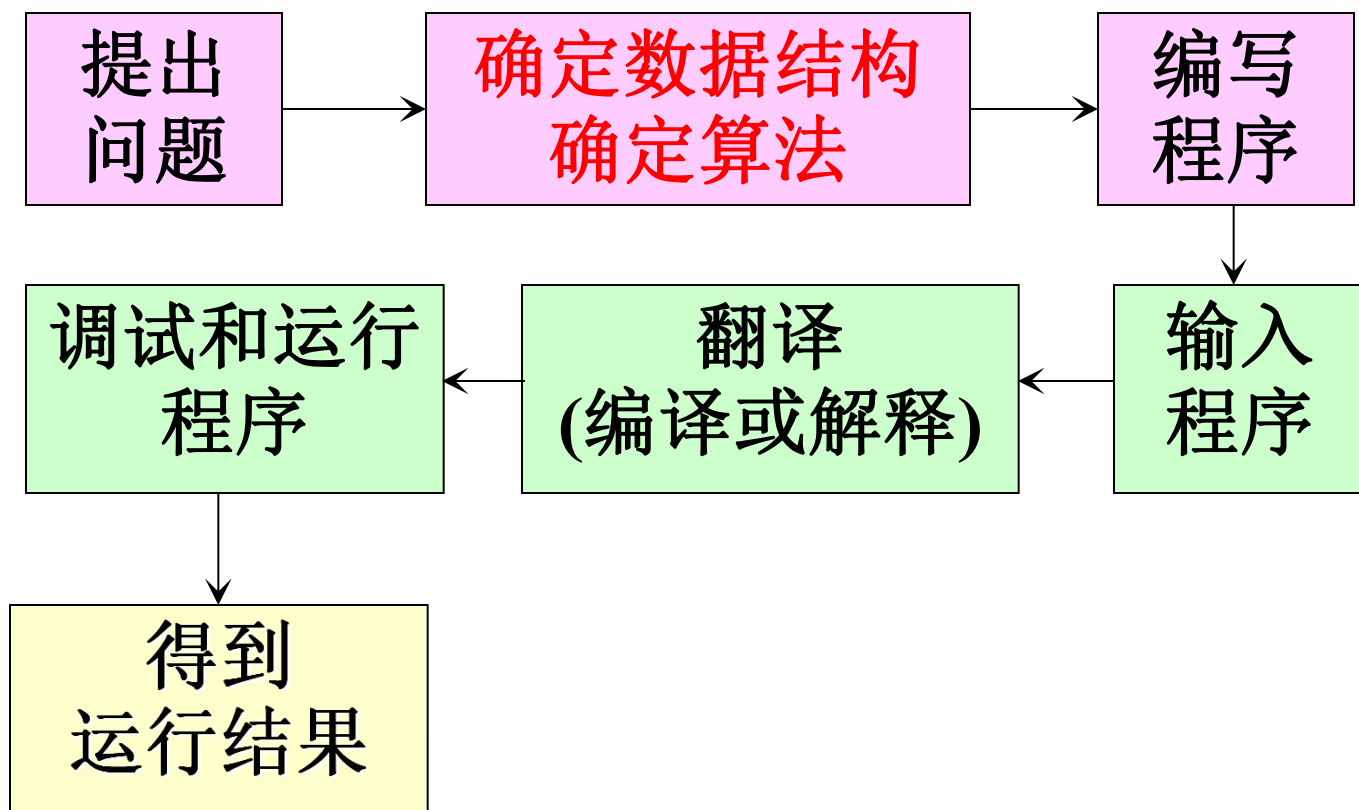 提出
问题
确定数据结构
确定算法
编写
程序
输入
程序
翻译
(编译或解释)
调试和运行
程序
得到
运行结果